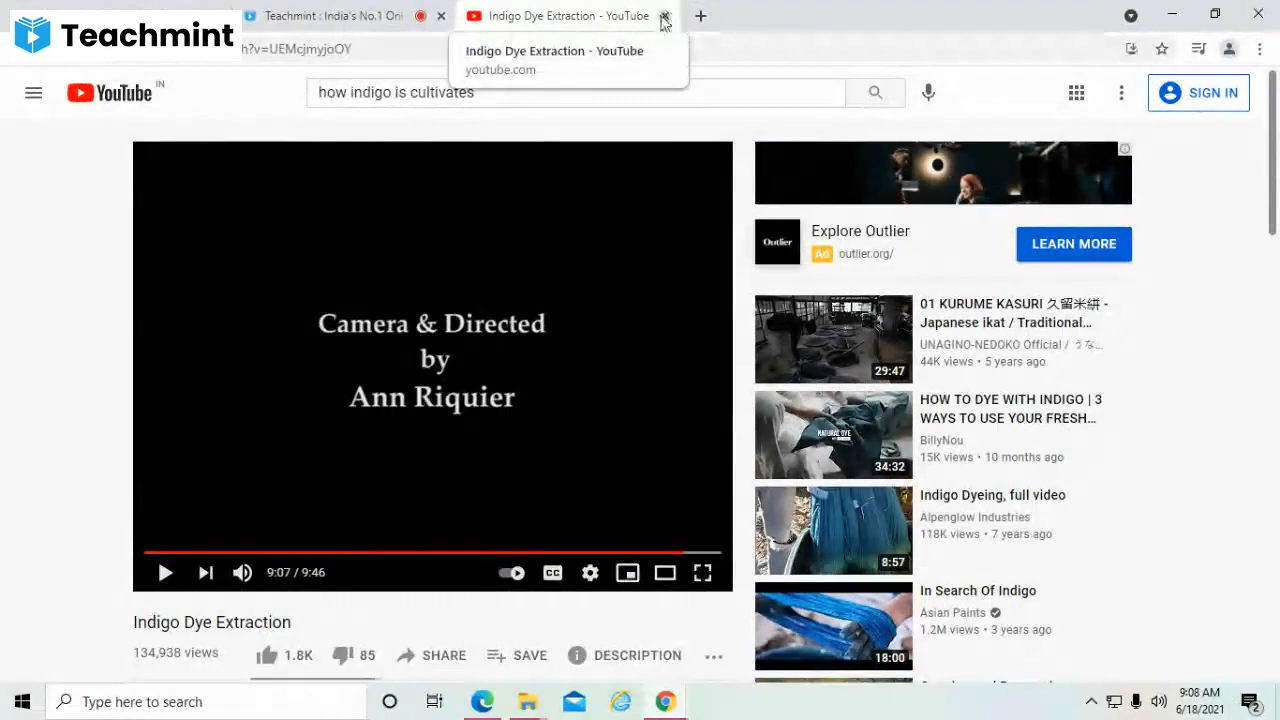 Teachmint
Teachmint: India's No.1 Onl
Indigo Dye Extraction - YouTube
h?v=UEMcjmyjoQY
Indigo Dye Extraction - YouTube
youtube.com
YouTube IN
how indigo is cultivates
SIGN IN
Camera & Directed
by
Ann Riquier
9:07 / 9:46
CC
Indigo Dye Extraction
134,938 views
1.8K
85
SHARE
SAVE
DESCRIPTION
Outlier
Explore Outlier
Ad outlier.org/
LEARN MORE
29:47
01 KURUME KASURI 久留米絣 -
Japanese ikat / Traditional...
UNAGINO-NEDOKO Official / うな...
44K views • 5 years ago
NATURAL DYE
34:32
HOW TO DYE WITH INDIGO | 3
WAYS TO USE YOUR FRESH...
BillyNou
15K views • 10 months ago
8:57
Indigo Dyeing, full video
Alpenglow Industries
118K views • 7 years ago
18:00
In Search Of Indigo
Asian Paints
1.2M views • 3 years ago
Type here to search
9:08 AM
6/18/2021
2